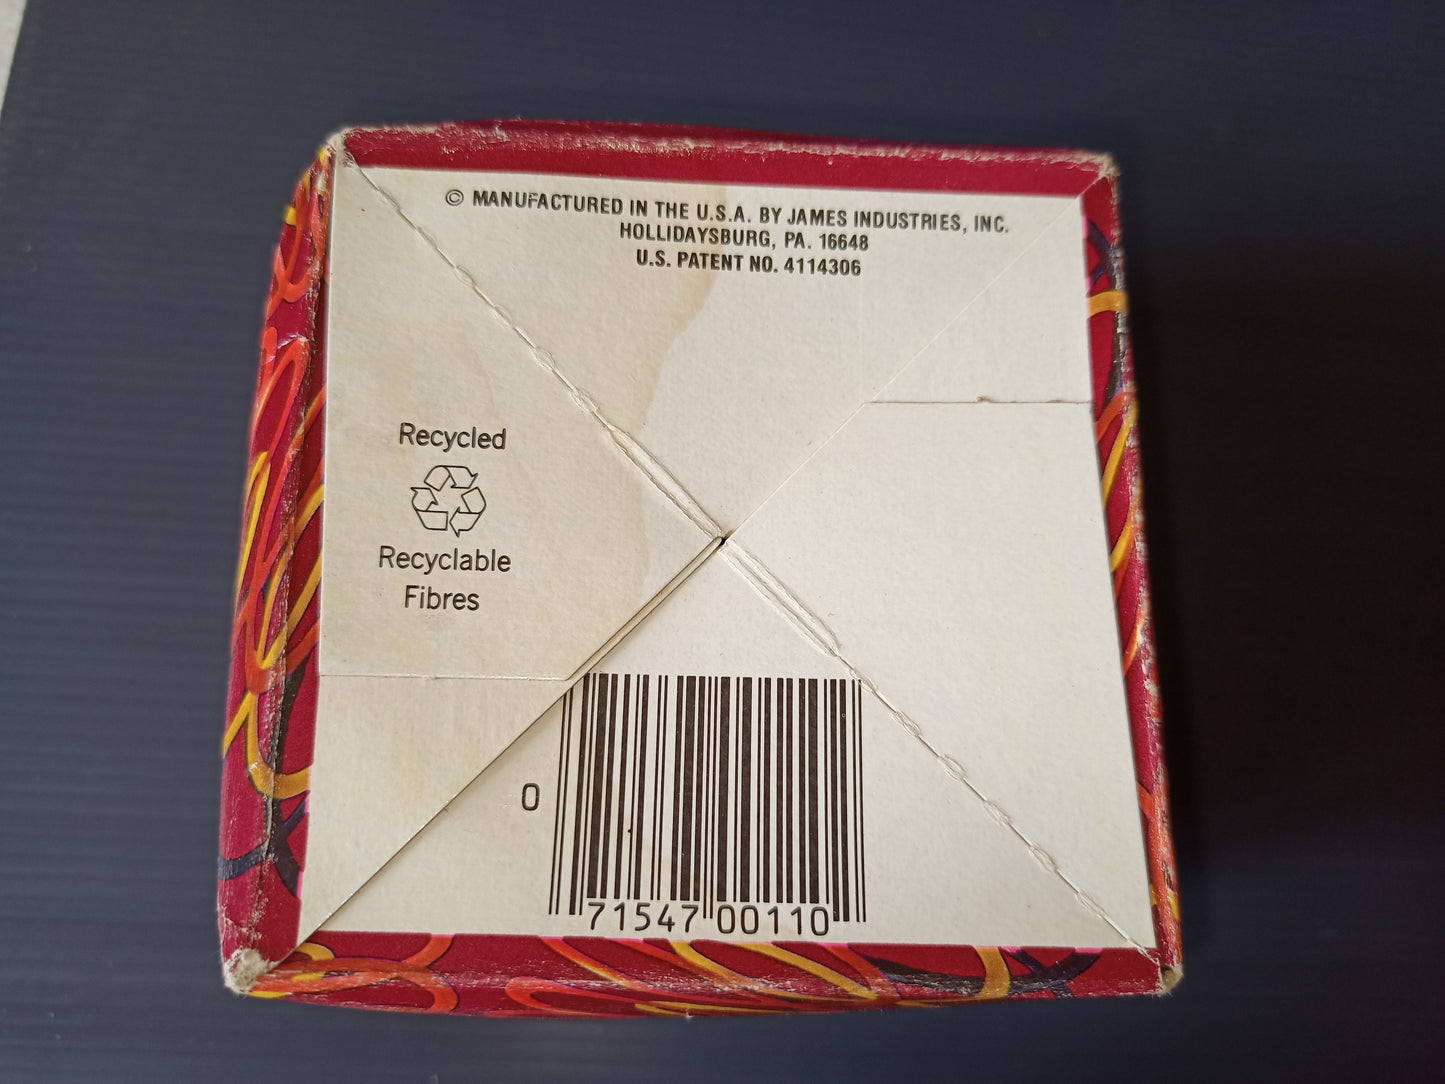 © MANUFACTURED IN THE U.S.A. BY JAMES INDUSTRIES, INC.
HOLLIDAYSBURG, PA. 16648
U.S. PATENT NO. 4114306
Recycled
Recyclable
Fibres
0
71547 00110